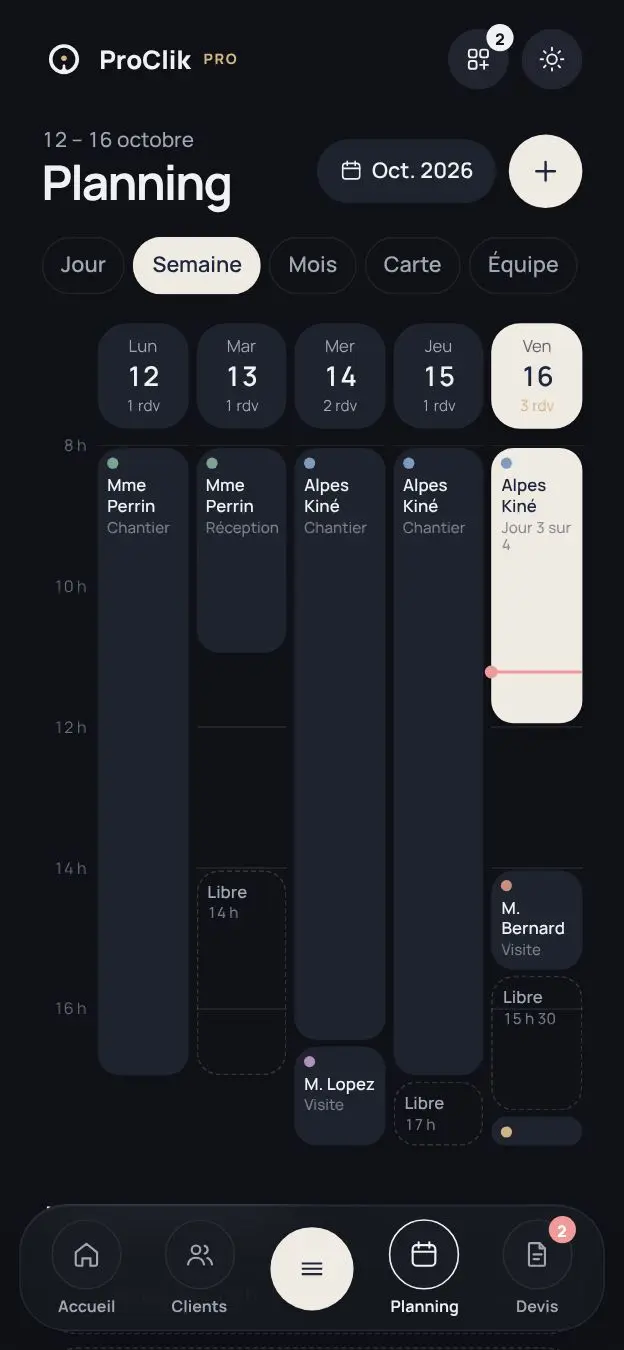 ProClik PRO
2
12 – 16 octobre
Planning
Oct. 2026
Jour Semaine Mois Carte Équipe
Lun Mar Mer Jeu Ven
12 13 14 15 16
1 rdv 1 rdv 2 rdv 1 rdv 3 rdv
8 h
Mme
Perrin
Chantier
Mme
Perrin
Réception
Alpes
Kiné
Chantier
Alpes
Kiné
Chantier
Alpes
Kiné
Jour 3 sur
4
10 h
12 h
14 h
Libre
14 h
M.
Bernard
Visite
Libre
15 h 30
16 h
M. Lopez
Visite
Libre
17 h
2
Accueil Clients Planning Devis